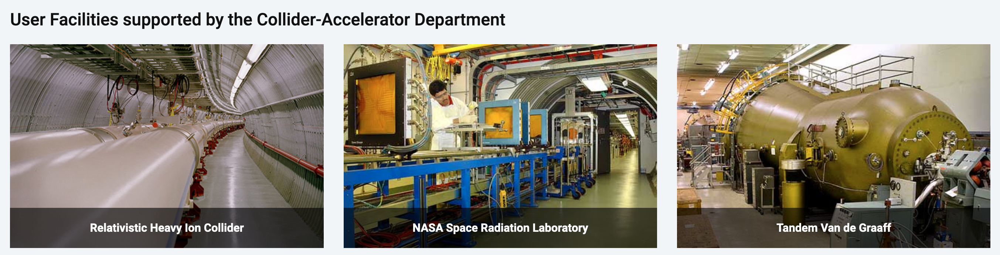 User Facilities supported by the Collider-Accelerator Department
Relativistic Heavy Ion Collider
NASA Space Radiation Laboratory
Tandem Van de Graaff